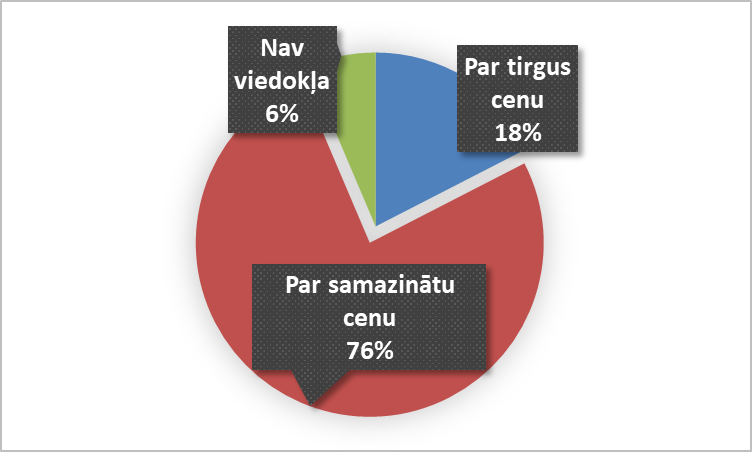 Nav
viedokļa
6%
Par tirgus
cenu
18%
Par samazinātu
cenu
76%